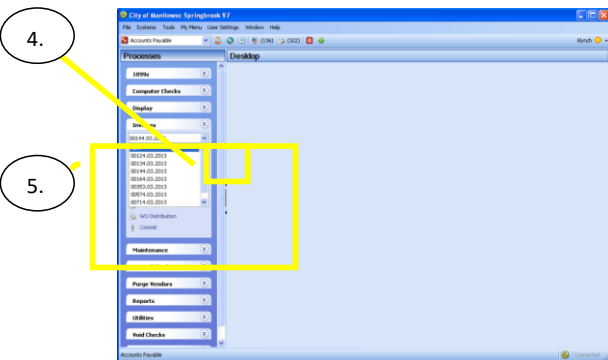 4.
5.
City of Manitowoc: Springbrook V7
File Systems Tools My Menu User Settings Window Help
Accounts Payable (136) (322)
Processes Desktop
1099s
Computer Checks
Display
00144.03.2013
00124.03.2013
00134.03.2013
00144.03.2013
00164.03.2013
00353.03.2013
00574.03.2013
00714.03.2013
WO Distribution
Commit
Maintenance
Purge Vendors
Reports
Utilities
Void Checks
Accounts Payable Connected